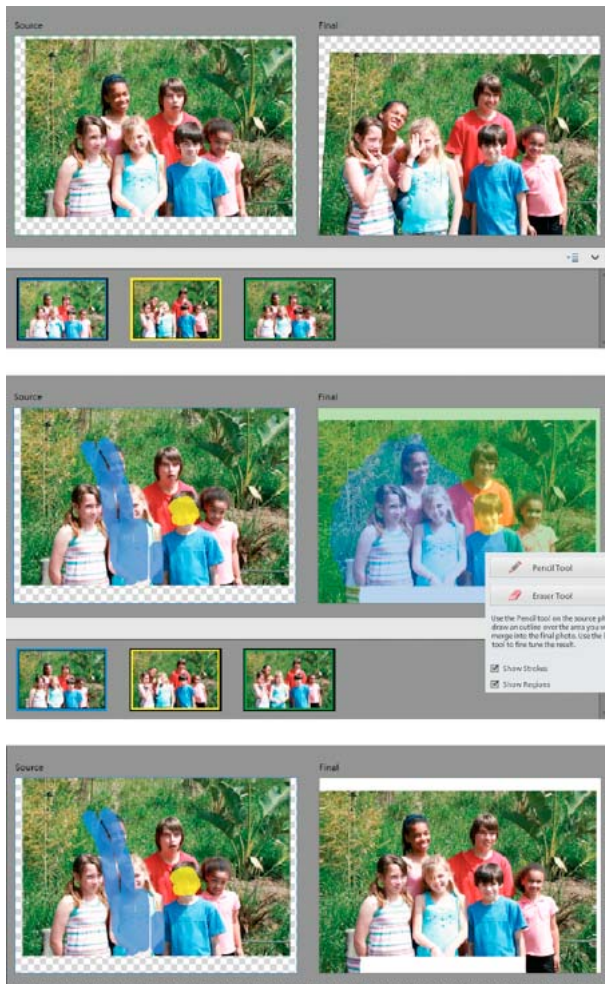 Source
Final
Source
Final
Pencil Tool
Eraser Tool
Use the Pencil tool on the source ph
draw an outline over the area you w
merge into the final photo. Use the
tool to fine tune the result.
Show Strokes
Show Regions
Source
Final